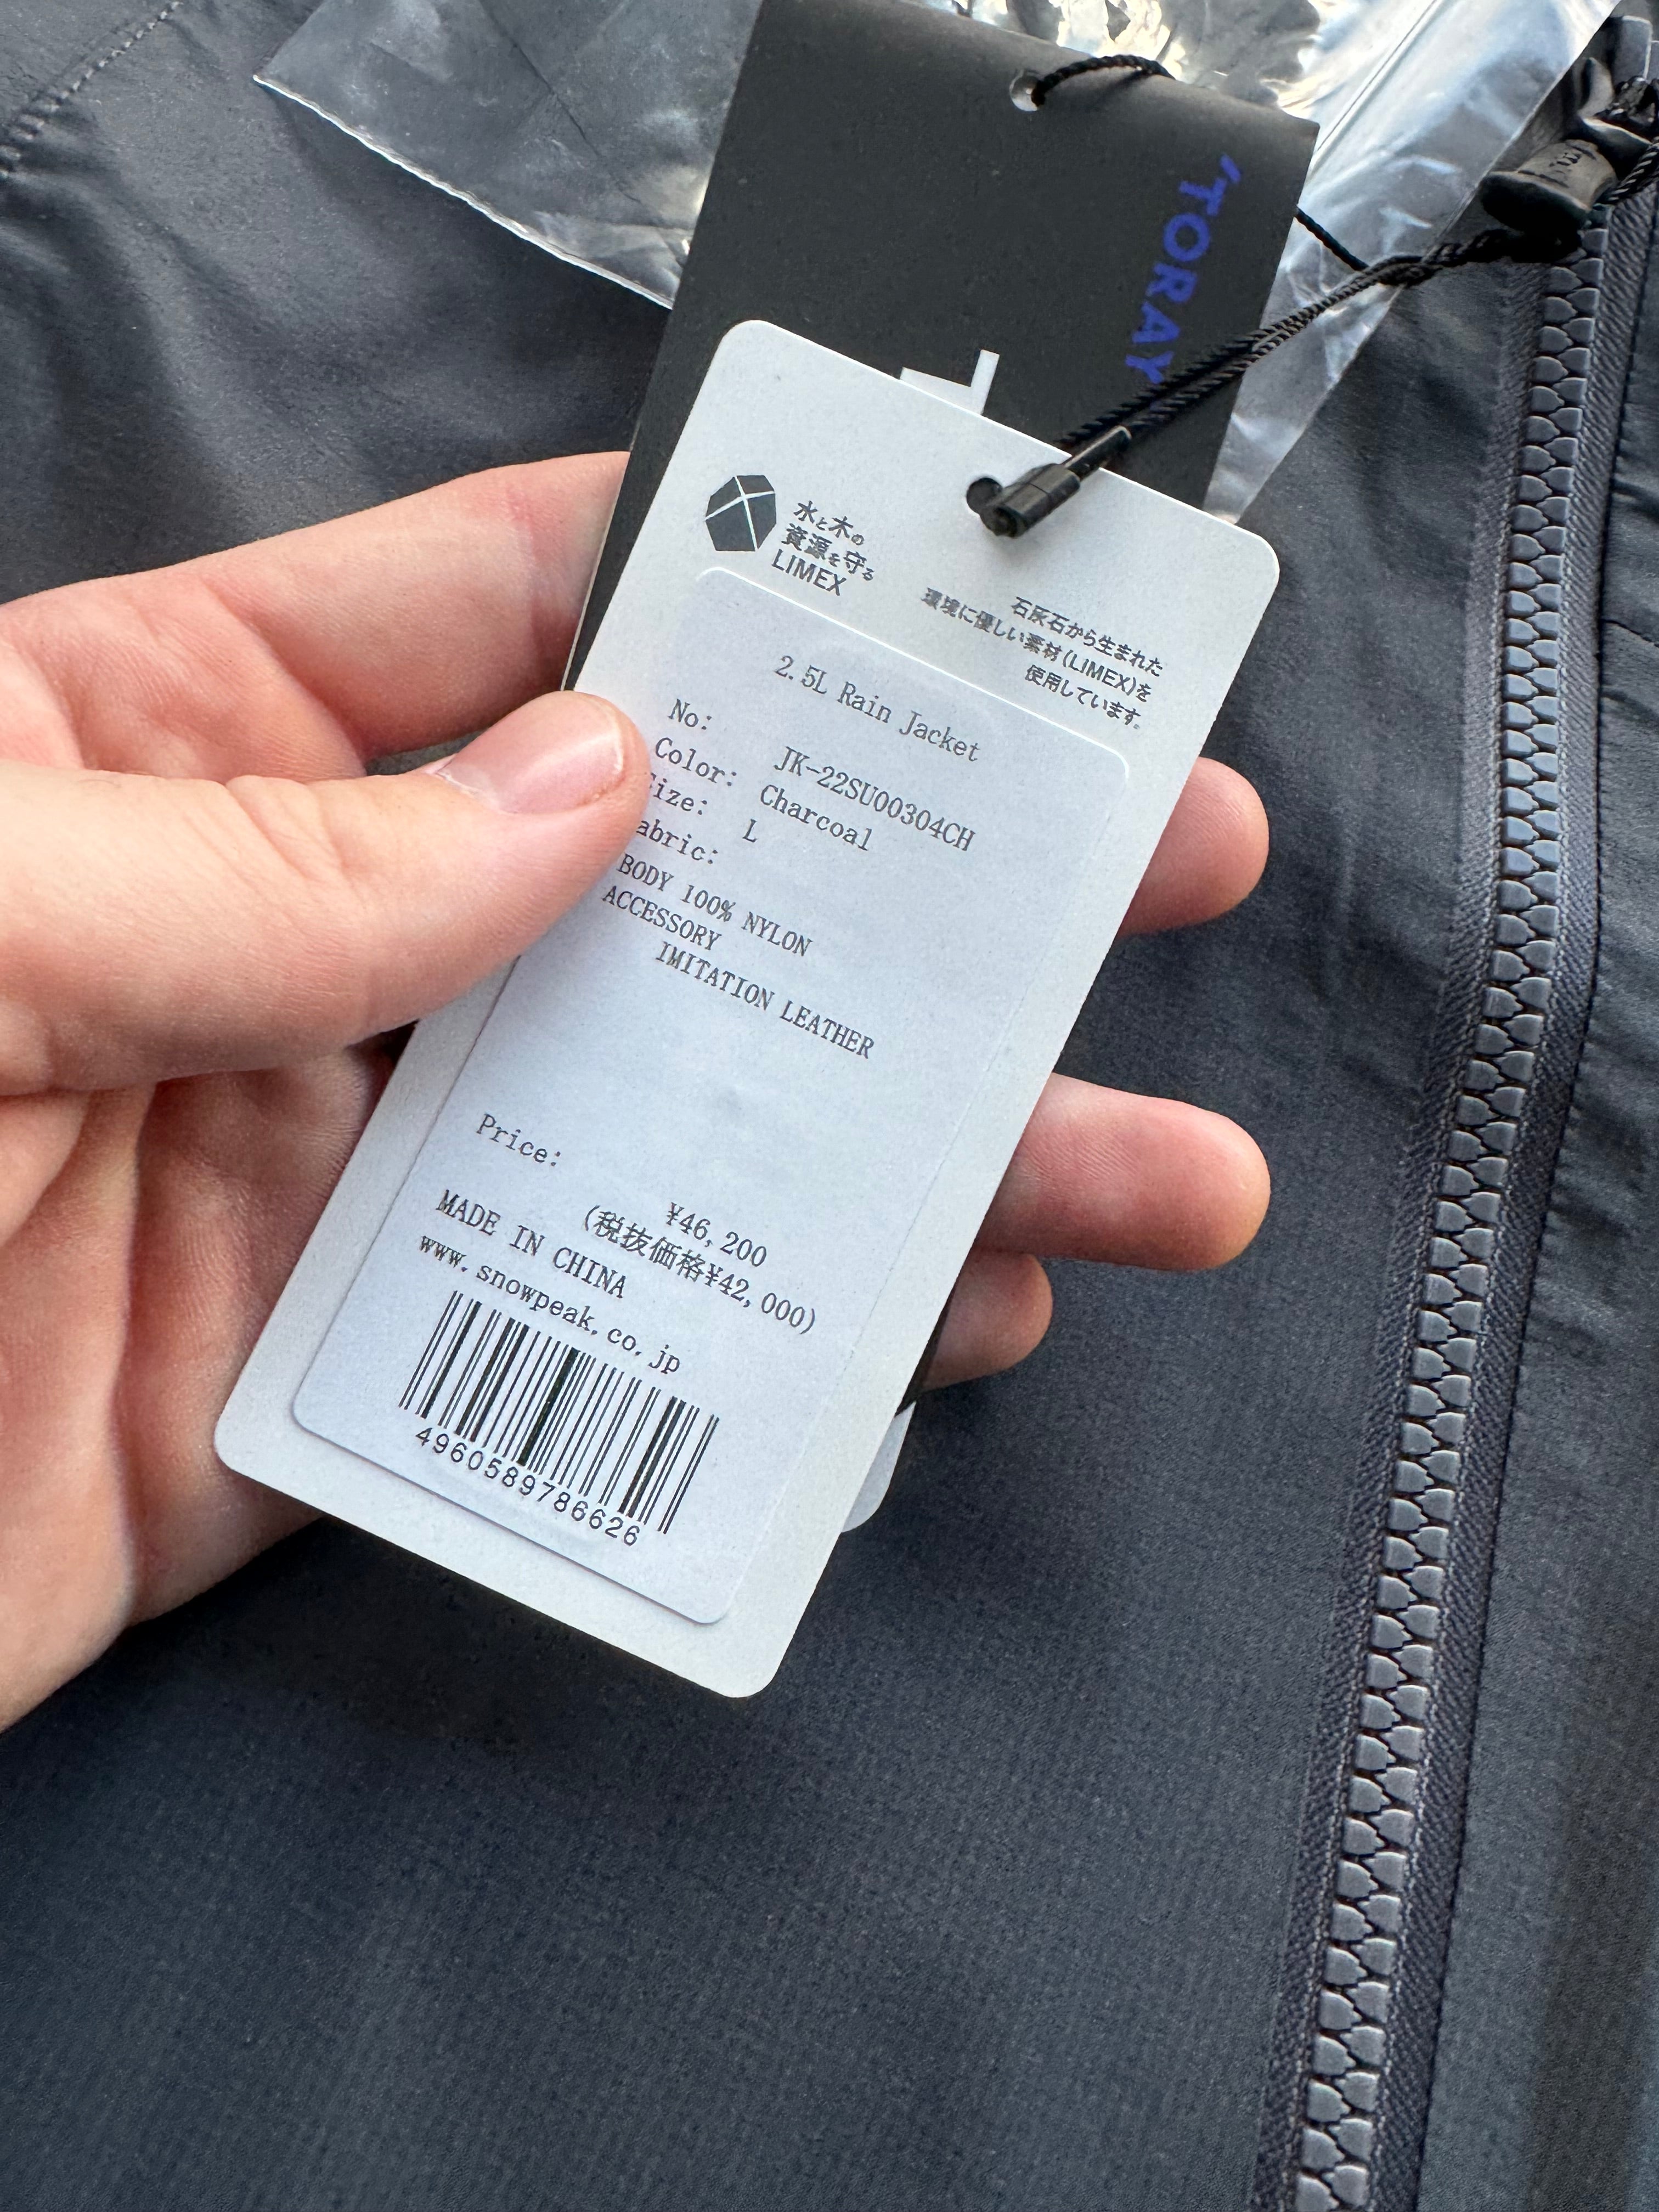 'TORAY
水と木の
資源を守る
LIMEX
石灰石から生まれた
環境に優しい素材(LIMEX)を
使用しています。
2.5L Rain Jacket
No: JK-22SU00304CH
Color: Charcoal
ize: L
abric:
BODY 100% NYLON
ACCESSORY
IMITATION LEATHER
Price:
¥46,200
(税抜価格¥42,000)
MADE IN CHINA
www.snowpeak.co.jp
4960589786626